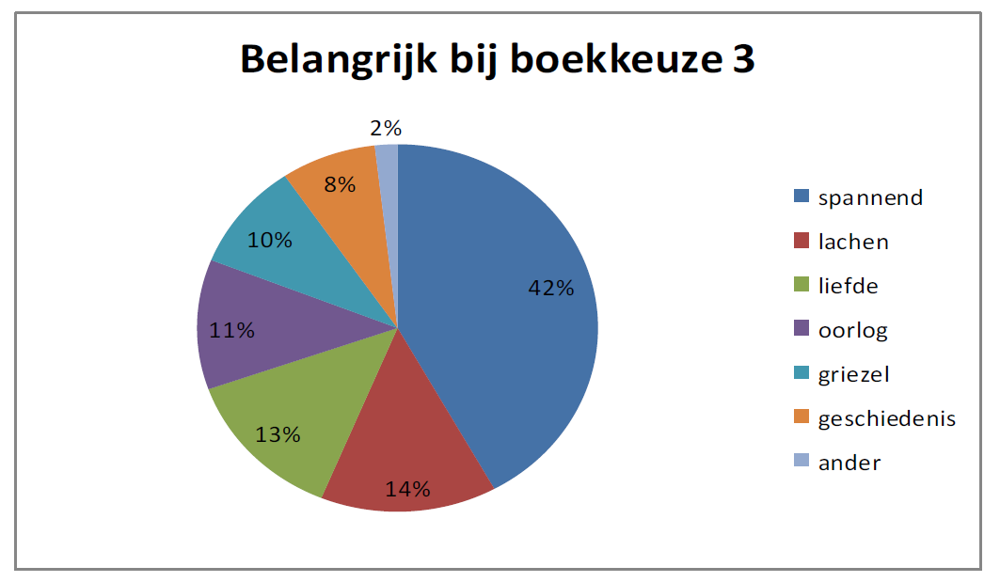 Belangrijk bij boekkeuze 3
2%
8%
10%
42%
11%
13%
14%
spannend
lachen
liefde
oorlog
griezel
geschiedenis
ander